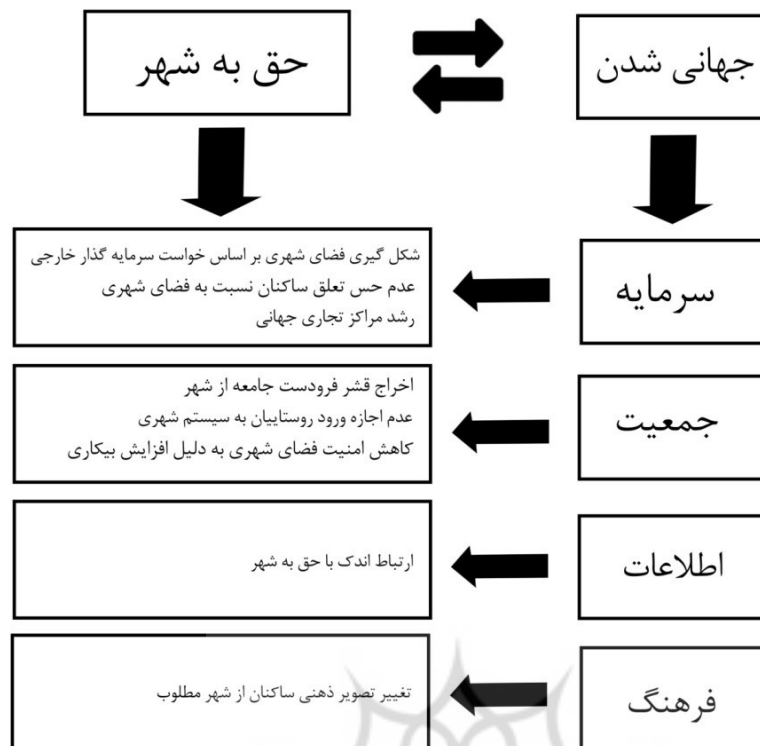 جهانی شدن
حق به شهر
سرمایه
شکل گیری فضای شهری بر اساس خواست سرمایه گذار خارجی
عدم حس تعلق ساکنان نسبت به فضای شهری
رشد مراکز تجاری جهانی
جمعیت
اخراج قشر فرودست جامعه از شهر
عدم اجازه ورود روستاییان به سیستم شهری
کاهش امنیت فضای شهری به دلیل افزایش بیکاری
اطلاعات
ارتباط اندک با حق به شهر
فرهنگ
تغییر تصویر ذهنی ساکنان از شهر مطلوب